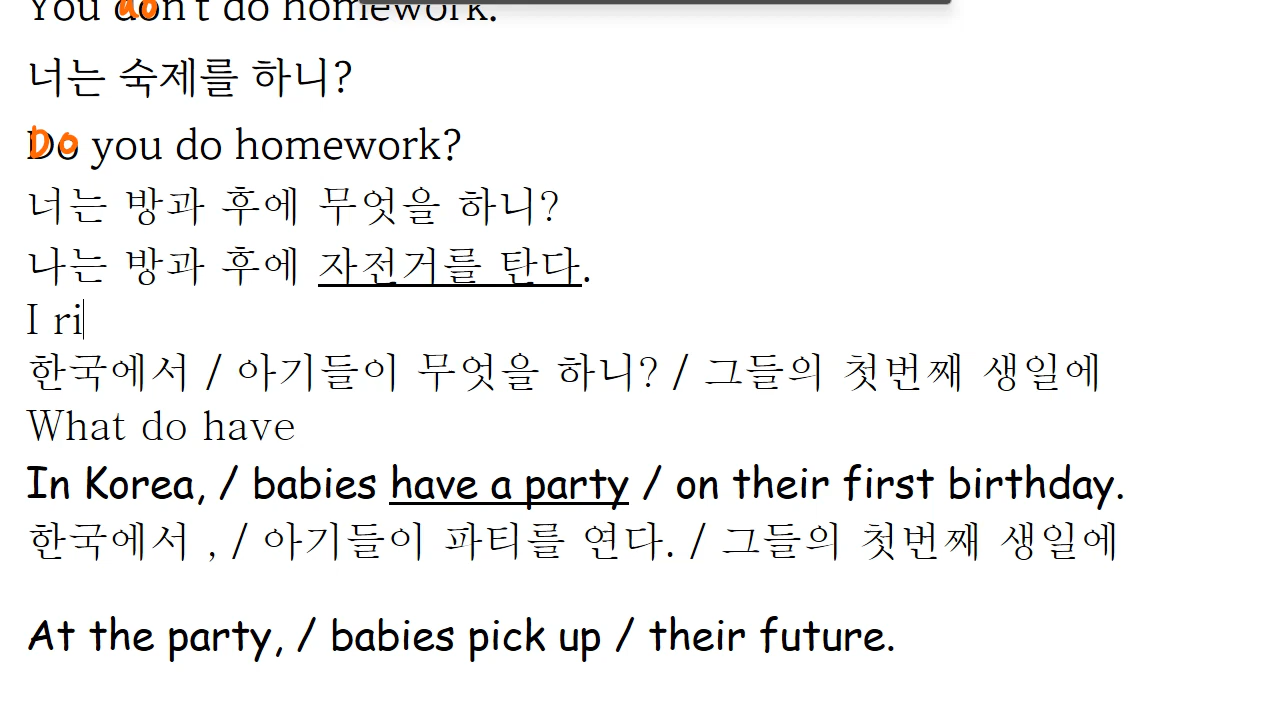 You don't do homework.
너는 숙제를 하니?
Do you do homework?
너는 방과 후에 무엇을 하니?
나는 방과 후에 자전거를 탄다.
I ri
한국에서 / 아기들이 무엇을 하니? / 그들의 첫번째 생일에
What do have
In Korea, / babies have a party / on their first birthday.
한국에서 , / 아기들이 파티를 연다. / 그들의 첫번째 생일에
At the party, / babies pick up / their future.